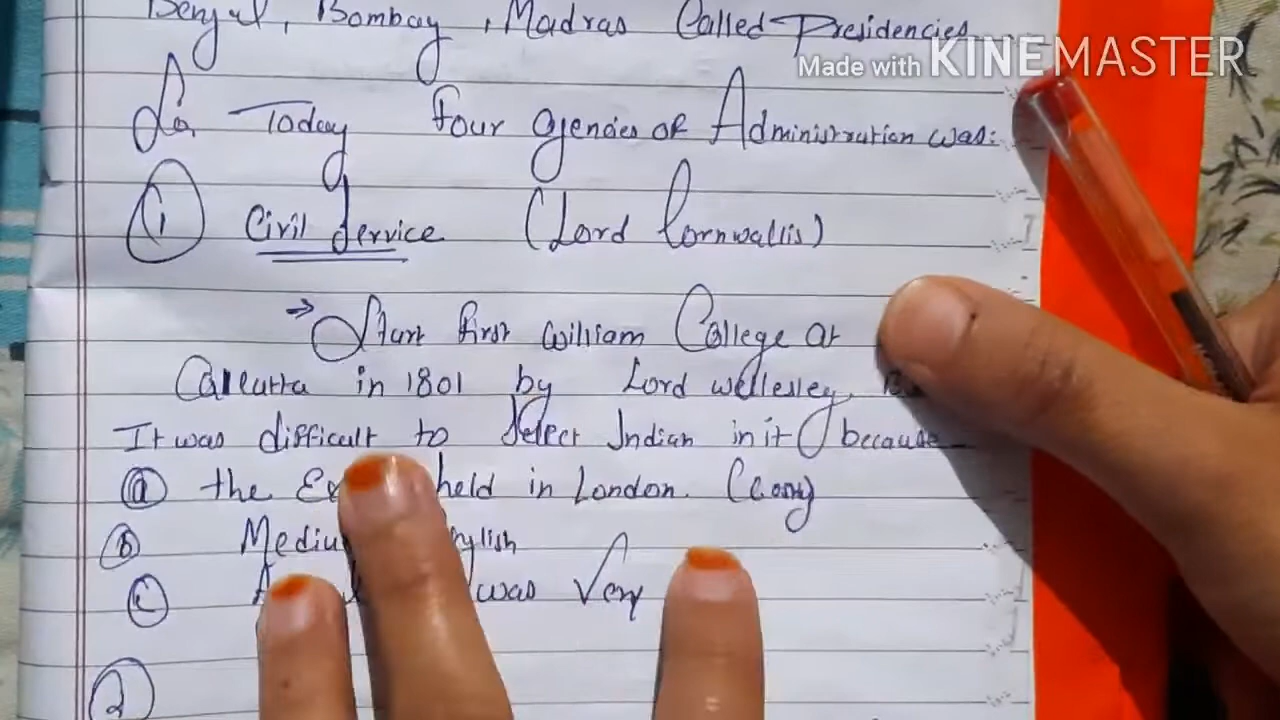 Bengal, Bombay, Madras Called Presidencies
Made with KINEMASTER
Today four agencies of Administration was:
① Civil Service (Lord Cornwallis)
⇒ Start first William College at
Calcutta in 1801 by Lord Wellesley.
It was difficult to Select Indian in it because
ⓐ the held in London.
ⓑ
ⓒ was Very
②